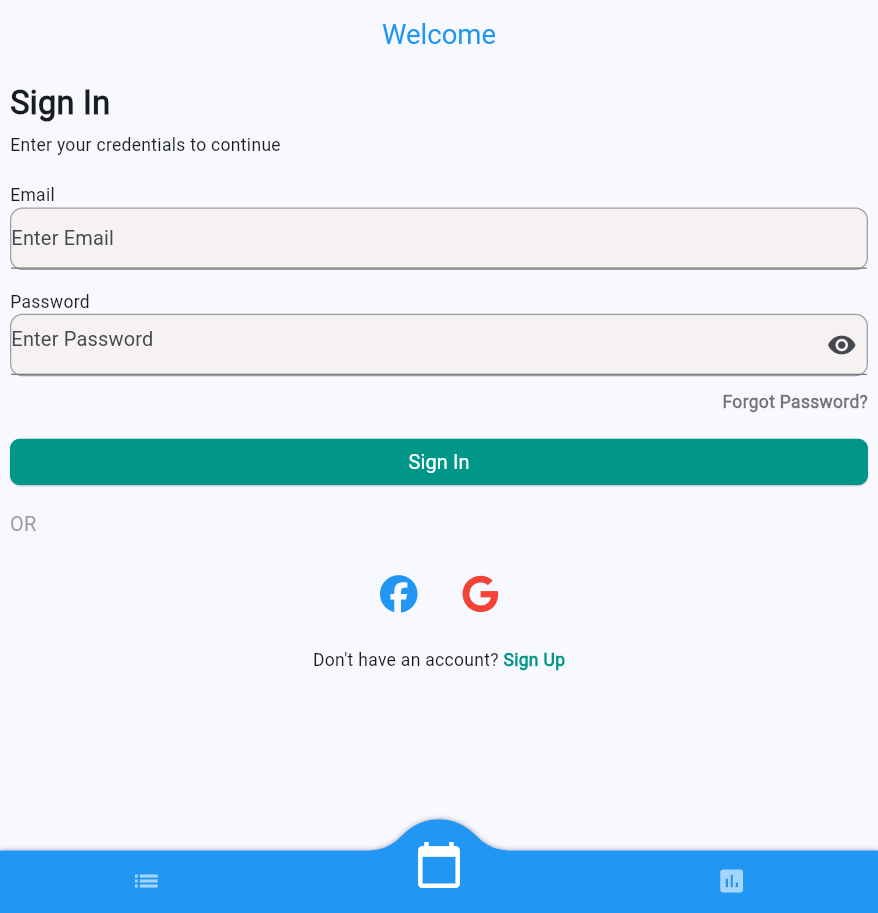 Welcome
Sign In
Enter your credentials to continue
Email
Enter Email
Password
Enter Password
Forgot Password?
Sign In
OR
Don't have an account? Sign Up